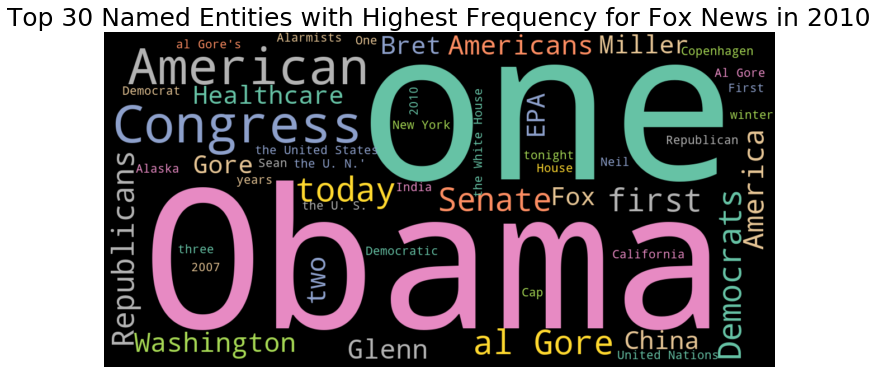 Top 30 Named Entities with Highest Frequency for Fox News in 2010
al Gore's
Alarmists
One
Bret
Americans
Miller
Copenhagen
American
one
Al Gore
Democrat
Healthcare
2010
the White House
EPA
First
Congress
New York
winter
the United States
Republican
Alaska
Gore
Sean
the U. N.'
tonight
House
Neil
America
years
today
India
Republicans
the U. S.
Senate
Fox
first
Democrats
Obama
three
2007
two
Democratic
California
Cap
Washington
Glenn
al Gore
China
United Nations